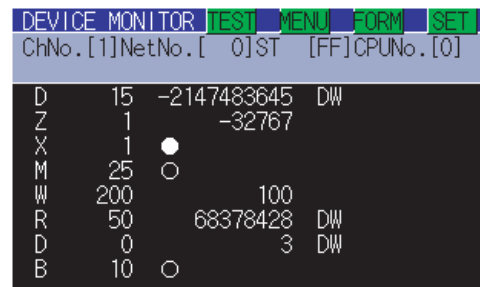 DEVICE MONITOR TEST MENU FORM SET
ChNo.[1]NetNo.[ 0]ST [FF]CPUNo.[0]
D 15 -2147483645 DW
Z 1 -32767
X 1 ●
M 25 ○
W 200 100
R 50 68378428 DW
D 0 3 DW
B 10 ○